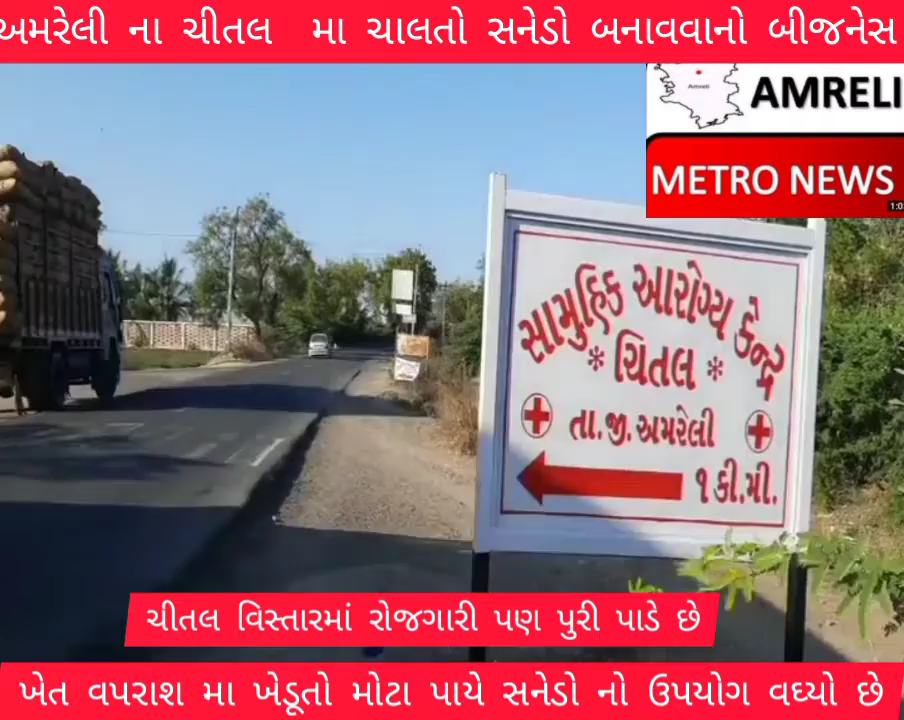 અમરેલી ના ચીતલ મા ચાલતો સનેડો બનાવવાનો બીજનેસ
Amreli
AMRELI
METRO NEWS
સામુહિક આરોગ્ય કેન્દ્ર
* ચિતલ *
તા.જી.અમરેલી
૧ કી.મી.
ચીતલ વિસ્તારમાં રોજગારી પણ પુરી પાડે છે
ખેત વપરાશ મા ખેડૂતો મોટા પાયે સનેડો નો ઉપયોગ વધ્યો છે